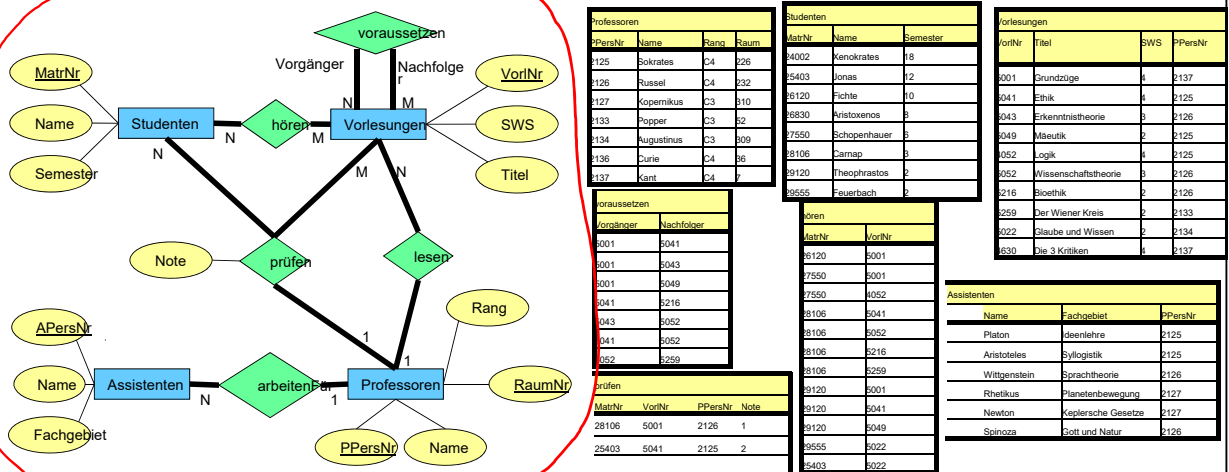 voraussetzen
Vorgänger
Nachfolge
r
MatrNr
Name
Semester
Studenten
N
hören
M
N
M
Vorlesungen
VorlNr
SWS
Titel
N
M
N
Note
prüfen
lesen
1
1
APersNr
Name
Fachgebiet
Assistenten
N
arbeitenFür
1
Professoren
Rang
RaumNr
PPersNr
Name
Professoren
PPersNr Name Rang Raum
2125 Sokrates C4 226
2126 Russel C4 232
2127 Kopernikus C3 310
2133 Popper C3 52
2134 Augustinus C3 309
2136 Curie C4 36
2137 Kant C4 7
Studenten
MatrNr Name Semester
24002 Xenokrates 18
25403 Jonas 12
26120 Fichte 10
26830 Aristoxenos 8
27550 Schopenhauer 6
28106 Carnap 3
29120 Theophrastos 2
29555 Feuerbach 2
Vorlesungen
VorlNr Titel SWS PPersNr
5001 Grundzüge 4 2137
5041 Ethik 4 2125
5043 Erkenntnistheorie 3 2126
5049 Mäeutik 2 2125
4052 Logik 4 2125
5052 Wissenschaftstheorie 3 2126
5216 Bioethik 2 2126
5259 Der Wiener Kreis 2 2133
5022 Glaube und Wissen 2 2134
4630 Die 3 Kritiken 4 2137
voraussetzen
Vorgänger Nachfolger
5001 5041
5001 5043
5001 5049
5041 5216
5043 5052
5041 5052
5052 5259
hören
MatrNr VorlNr
26120 5001
27550 5001
27550 4052
28106 5041
28106 5052
28106 5216
28106 5259
29120 5001
29120 5041
29120 5049
29555 5022
25403 5022
Assistenten
Name Fachgebiet PPersNr
Platon Ideenlehre 2125
Aristoteles Syllogistik 2125
Wittgenstein Sprachtheorie 2126
Rhetikus Planetenbewegung 2127
Newton Keplersche Gesetze 2127
Spinoza Gott und Natur 2126
prüfen
MatrNr VorlNr PPersNr Note
28106 5001 2126 1
25403 5041 2125 2